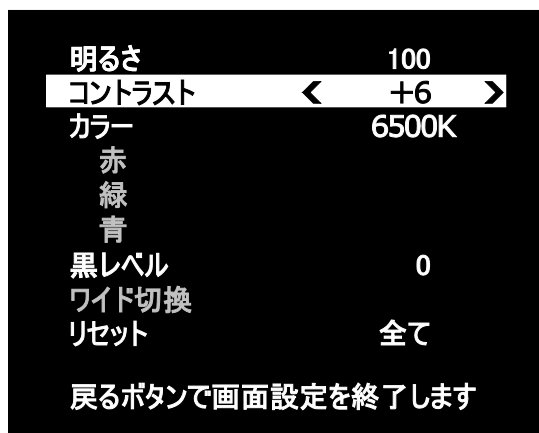 明るさ 100
コントラスト +6
カラー 6500K
赤
緑
青
黒レベル 0
ワイド切換
リセット 全て
戻るボタンで画面設定を終了します